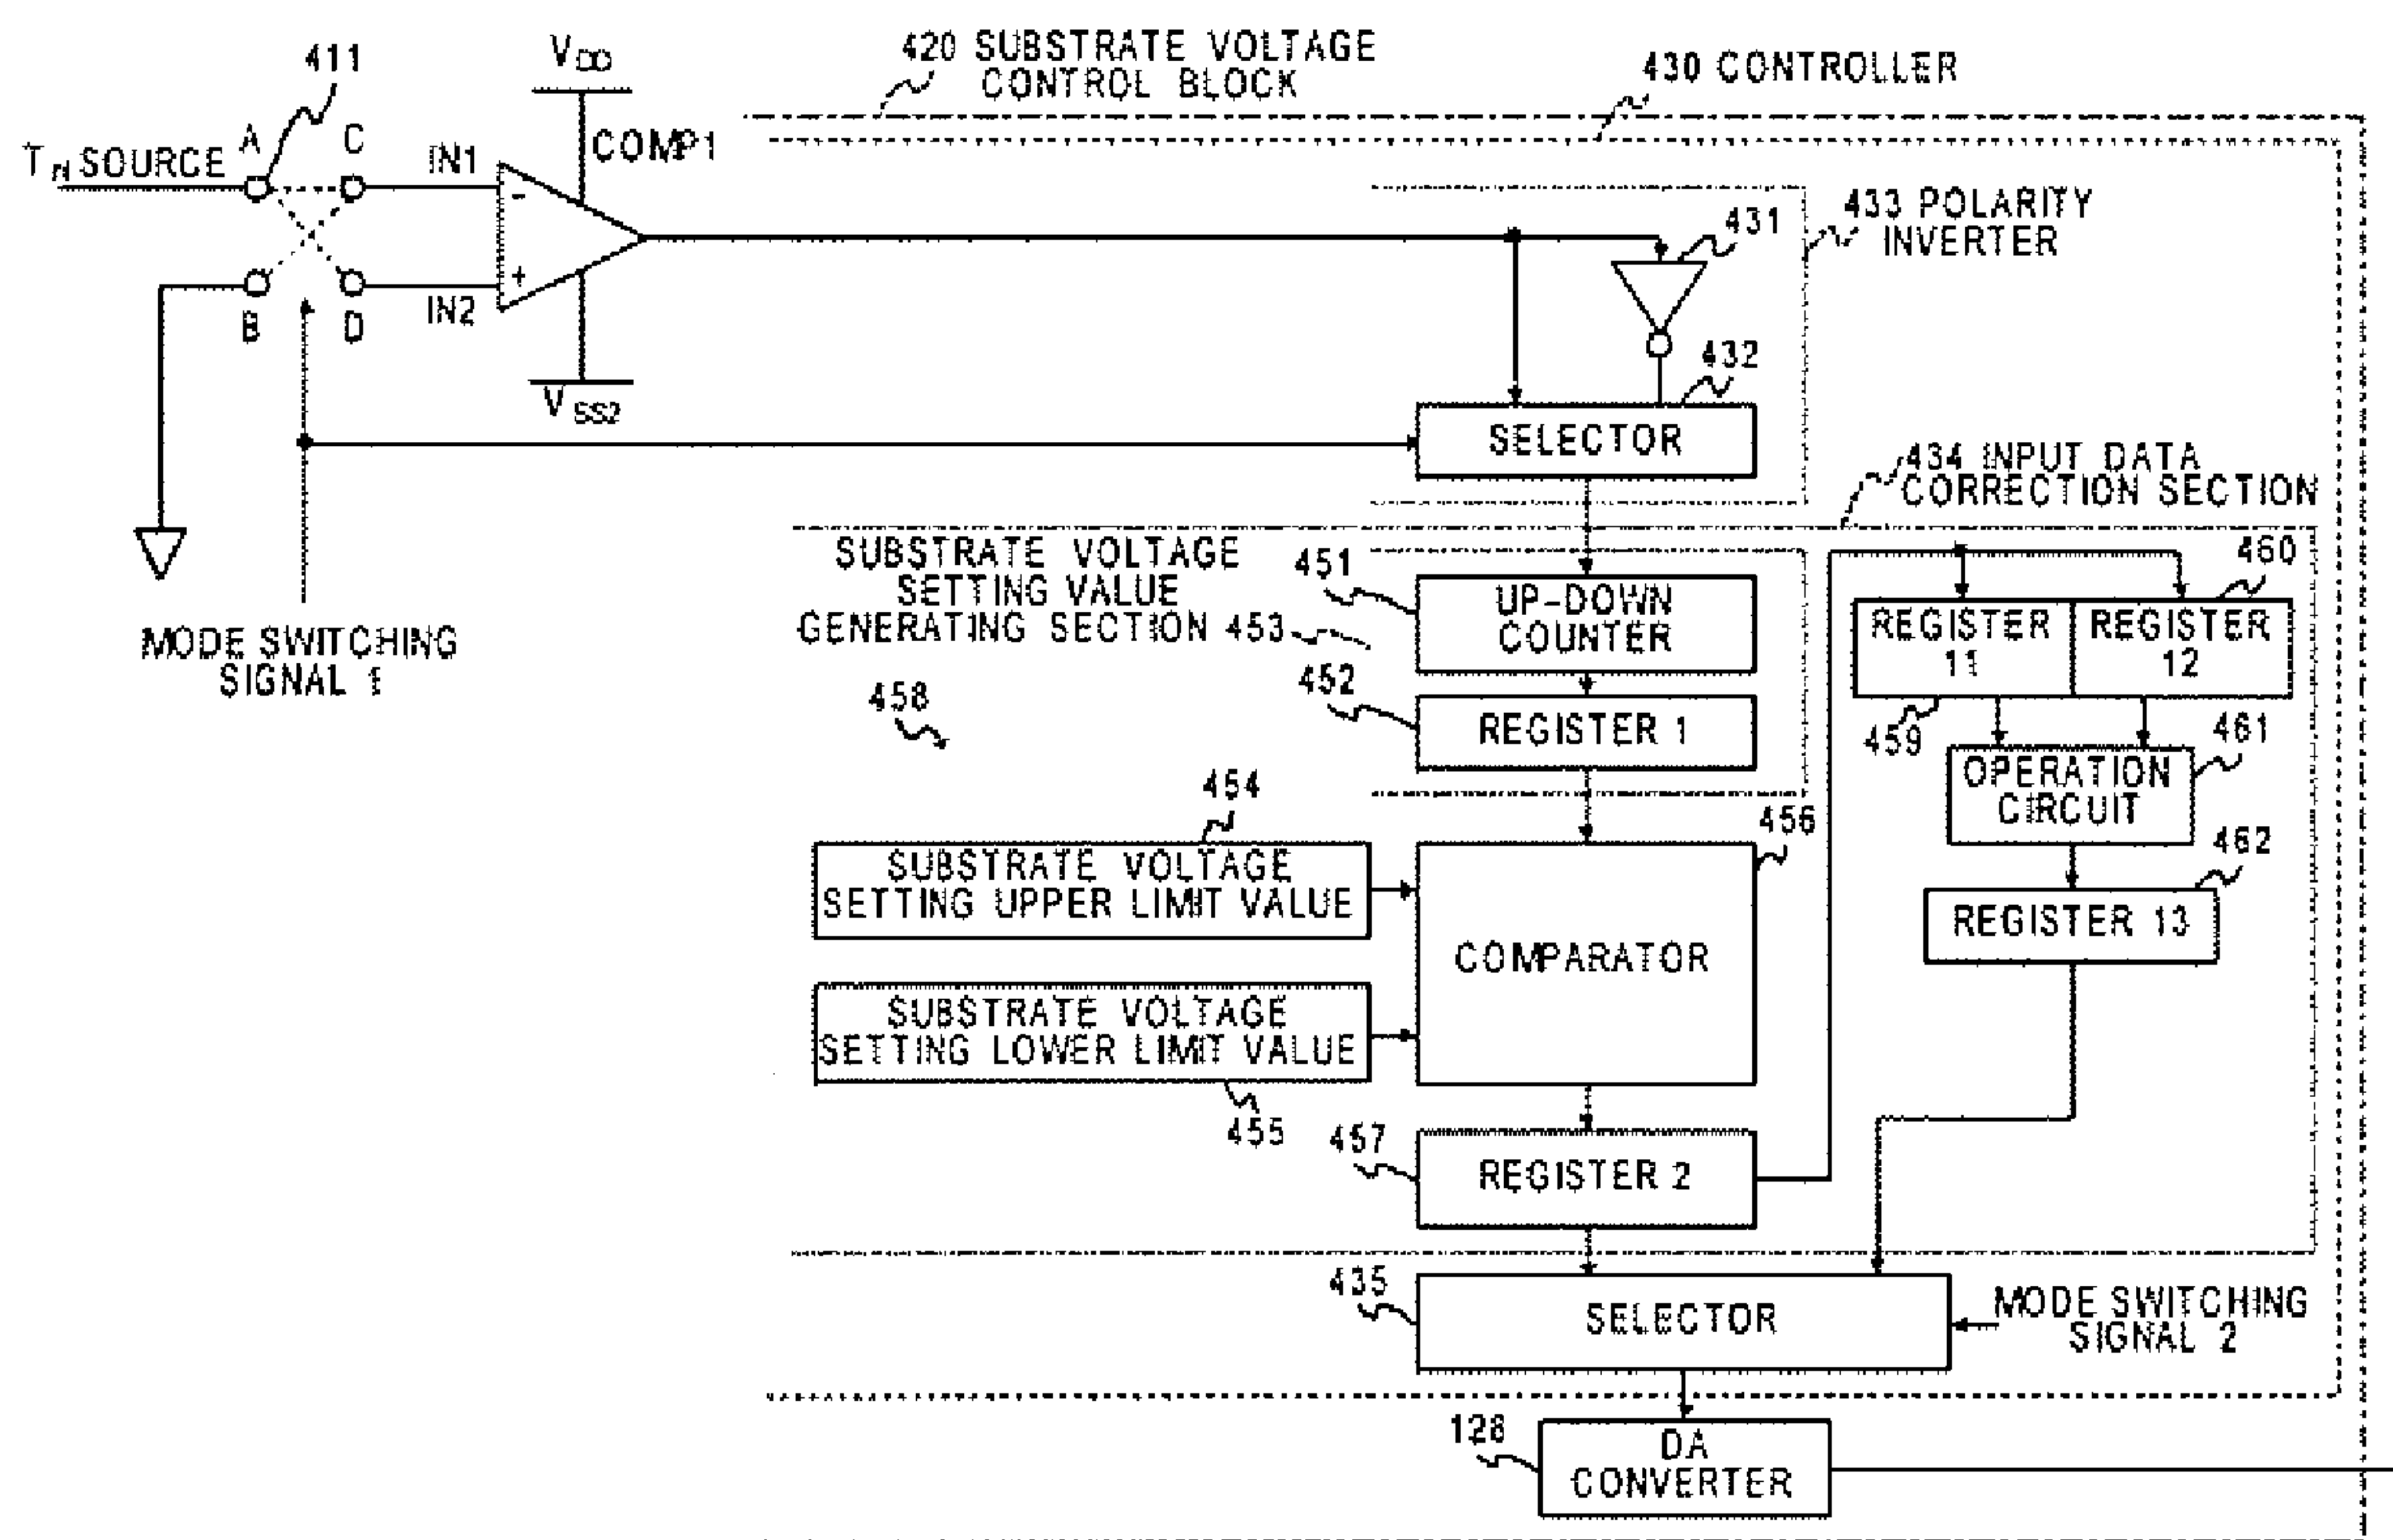 411
VDD
420 SUBSTRATE VOLTAGE
CONTROL BLOCK
430 CONTROLLER
A
C
TN SOURCE
IN1
COMP1
-
+
B
D
IN2
VSS2
431
433 POLARITY
INVERTER
432
SELECTOR
434 INPUT DATA
CORRECTION SECTION
MODE SWITCHING
SIGNAL 1
SUBSTRATE VOLTAGE
SETTING VALUE
GENERATING SECTION 453
451
UP-DOWN
COUNTER
460
REGISTER
11
REGISTER
12
452
REGISTER 1
458
459
461
OPERATION
CIRCUIT
454
SUBSTRATE VOLTAGE
SETTING UPPER LIMIT VALUE
456
462
COMPARATOR
REGISTER 13
SUBSTRATE VOLTAGE
SETTING LOWER LIMIT VALUE
455
457
REGISTER 2
435
SELECTOR
MODE SWITCHING
SIGNAL 2
128
DA
CONVERTER